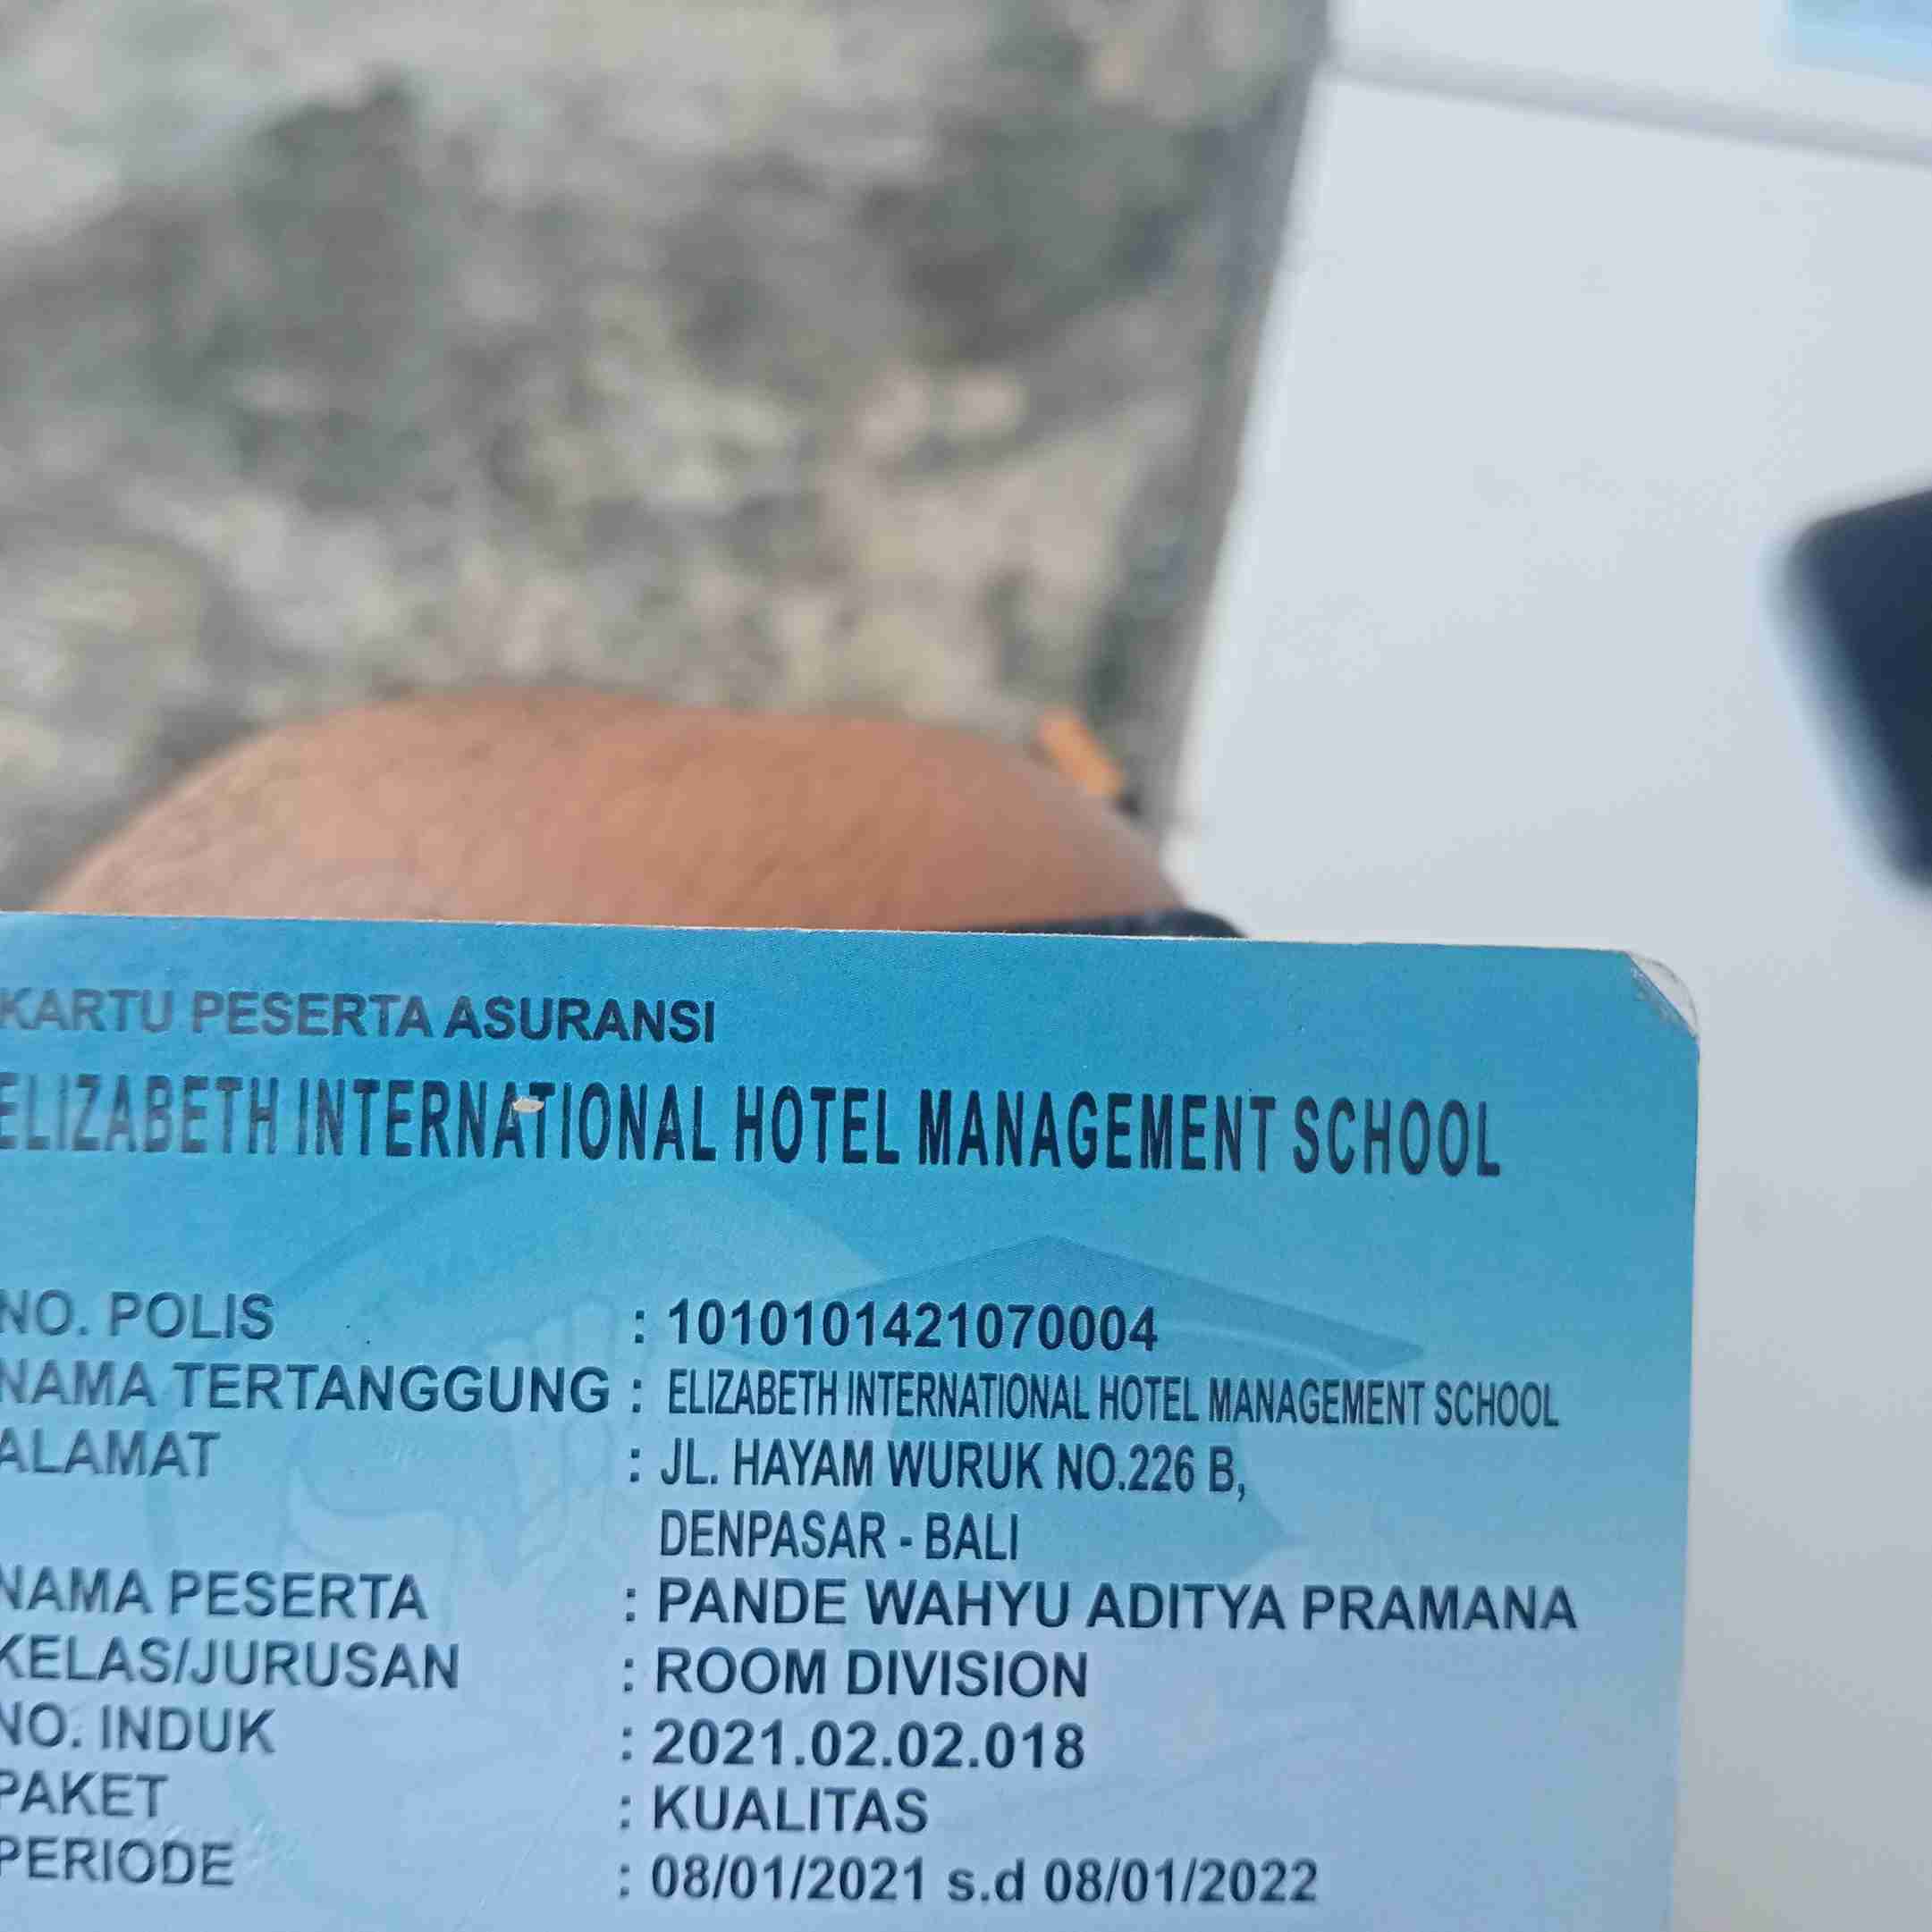 KARTU PESERTA ASURANSI
ELIZABETH INTERNATIONAL HOTEL MANAGEMENT SCHOOL
NO. POLIS : 1010101421070004
NAMA TERTANGGUNG : ELIZABETH INTERNATIONAL HOTEL MANAGEMENT SCHOOL
ALAMAT : JL. HAYAM WURUK NO.226 B,
DENPASAR - BALI
NAMA PESERTA : PANDE WAHYU ADITYA PRAMANA
KELAS/JURUSAN : ROOM DIVISION
NO. INDUK : 2021.02.02.018
PAKET : KUALITAS
PERIODE : 08/01/2021 s.d 08/01/2022